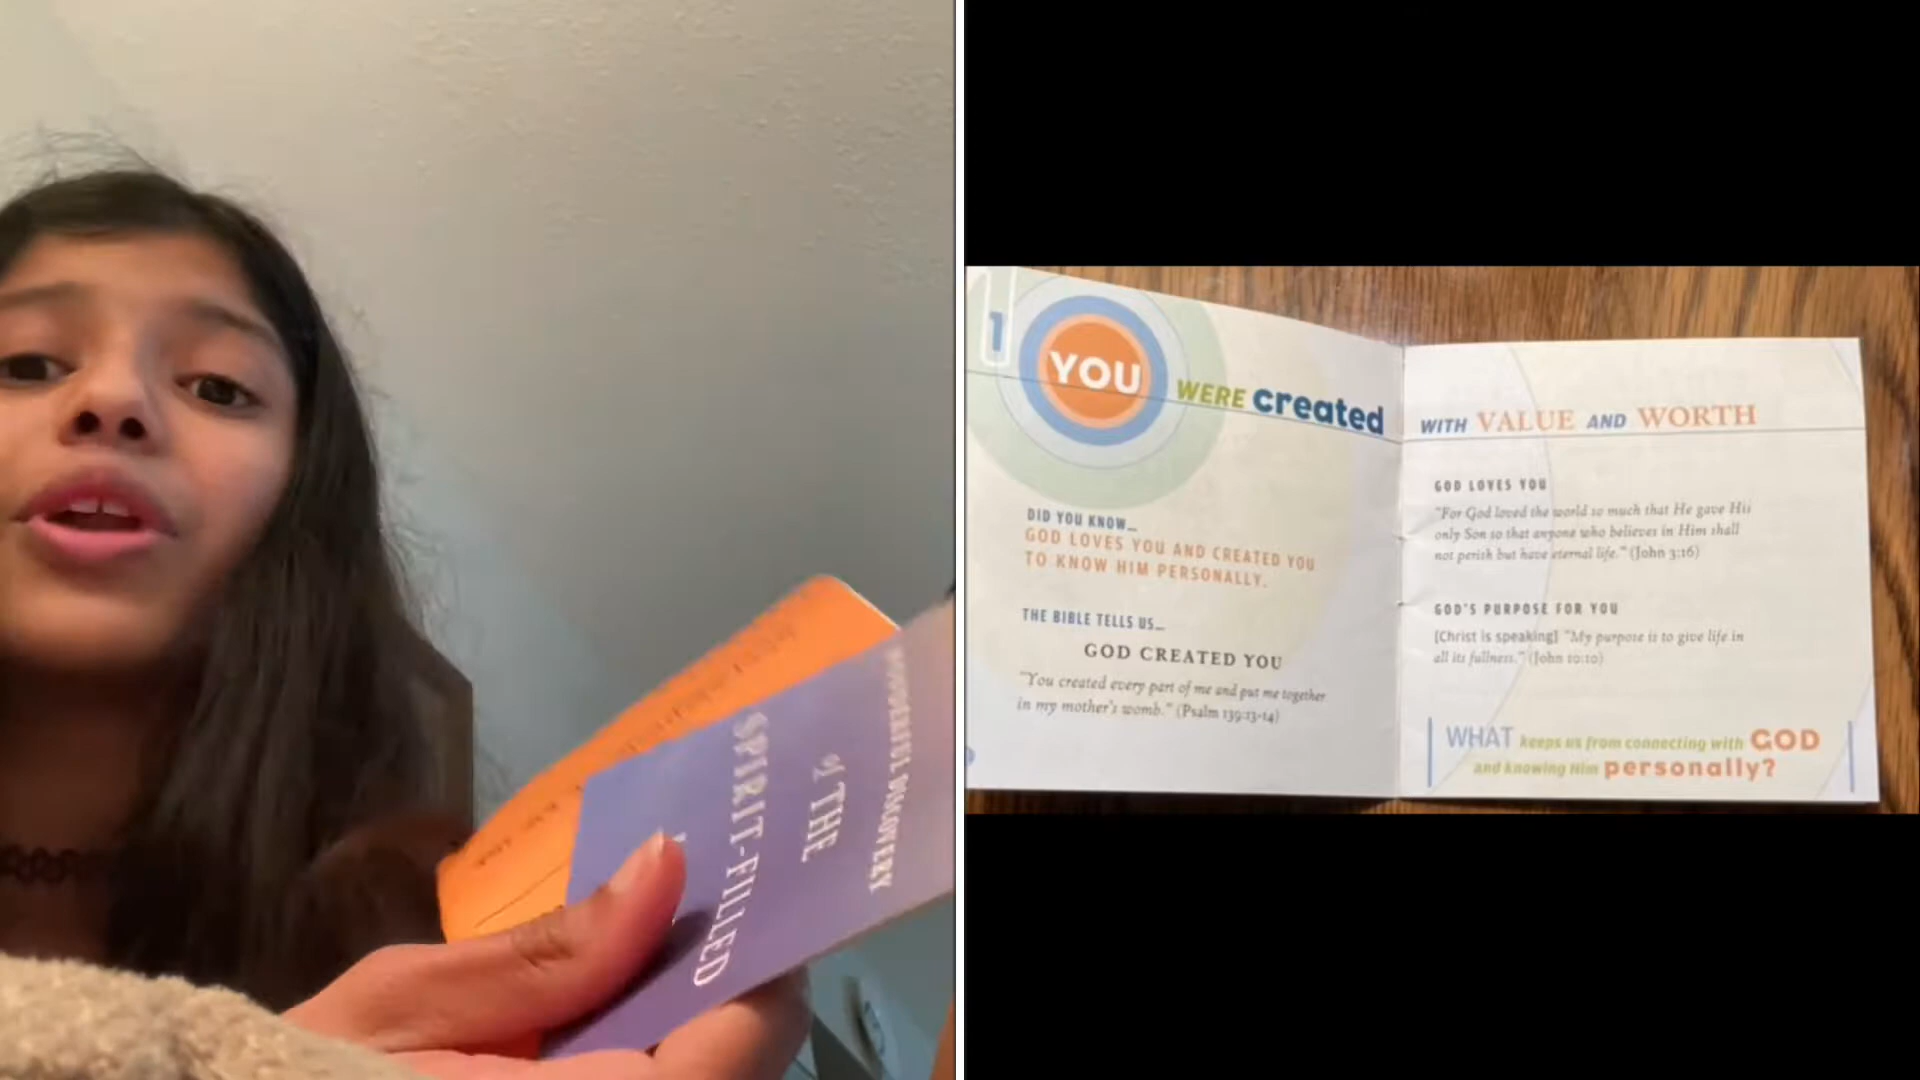 WONDERFUL DISCOVERY
of THE
SPIRIT-FILLED
1
YOU WERE created
DID YOU KNOW...
GOD LOVES YOU AND CREATED YOU
TO KNOW HIM PERSONALLY.
THE BIBLE TELLS US...
GOD CREATED YOU
"You created every part of me and put me together
in my mother's womb." (Psalm 139:13-14)
WITH VALUE AND WORTH
GOD LOVES YOU
"For God loved the world so much that He gave His
only Son so that anyone who believes in Him shall
not perish but have eternal life." (John 3:16)
GOD'S PURPOSE FOR YOU
[Christ is speaking] "My purpose is to give life in
all its fullness." (John 10:10)
WHAT keeps us from connecting with GOD
and knowing Him personally?